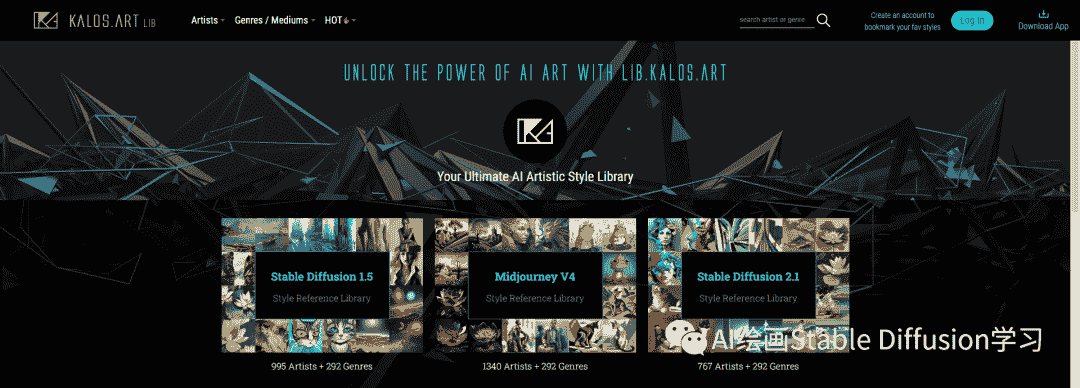 KALOS.ART LIB
Artists
Genres / Mediums
HOT
search artist or genre
Create an account to
bookmark your fav styles
Log in
Download App
UNLOCK THE POWER OF AI ART WITH LIB.KALOS.ART
Your Ultimate AI Artistic Style Library
Stable Diffusion 1.5
Style Reference Library
995 Artists + 292 Genres
Midjourney V4
Style Reference Library
1340 Artists + 292 Genres
Stable Diffusion 2.1
Style Reference Library
767 Artists + 292 Genres
AI绘画Stable Diffusion学习